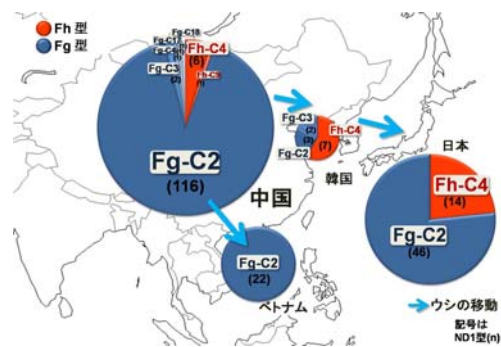 Fh 型
Fg 型
Fg-C18
Fg-C17
Fh-C4
(6)
Fg-C3
(2)
Fg-C2
(116)
中国
Fg-C3
(2)
Fh-C4
(7)
(3)
Fg-C2
韓国
日本
Fh-C4
(14)
Fg-C2
(46)
Fg-C2
(22)
ベトナム
ウシの移動
記号は
ND1型(n)